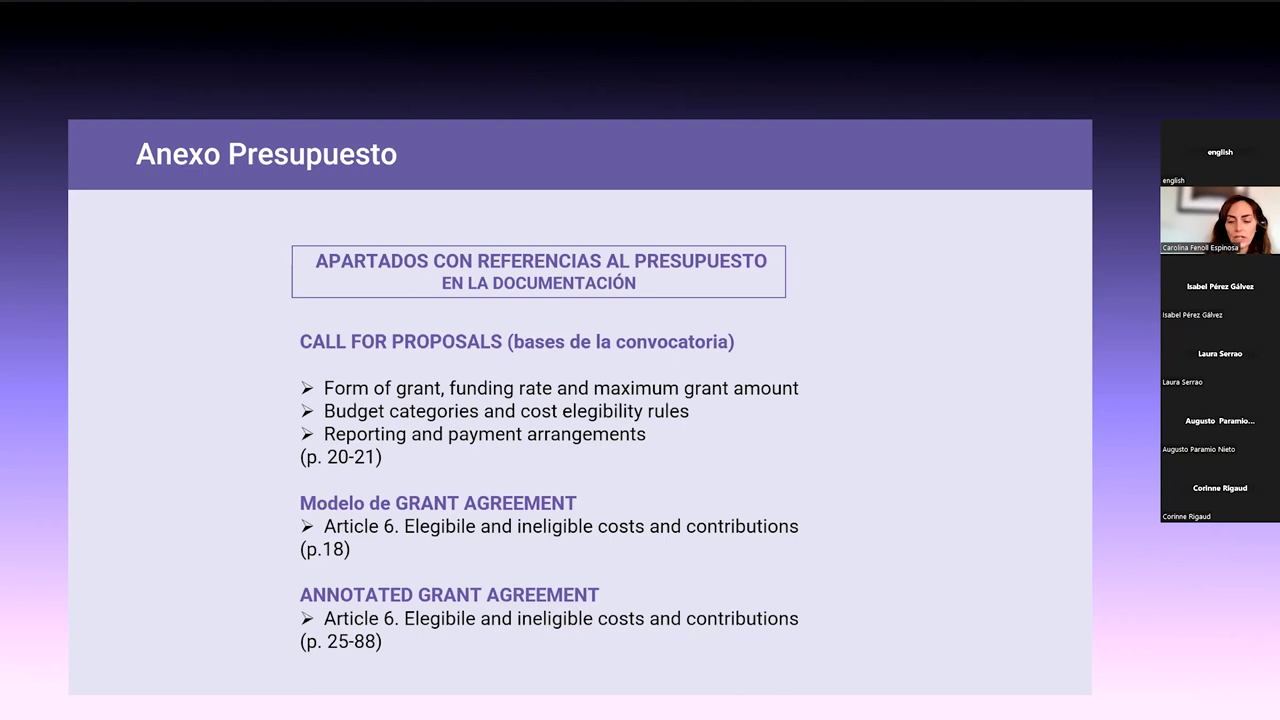 Anexo Presupuesto
APARTADOS CON REFERENCIAS AL PRESUPUESTO
EN LA DOCUMENTACIÓN
CALL FOR PROPOSALS (bases de la convocatoria)
➢ Form of grant, funding rate and maximum grant amount
➢ Budget categories and cost elegibility rules
➢ Reporting and payment arrangements
(p. 20-21)
Modelo de GRANT AGREEMENT
➢ Article 6. Elegibile and ineligible costs and contributions
(p.18)
ANNOTATED GRANT AGREEMENT
➢ Article 6. Elegibile and ineligible costs and contributions
(p. 25-88)
english
english
Carolina Fenoll Espinosa
Isabel Pérez Gálvez
Isabel Pérez Gálvez
Laura Serrao
Laura Serrao
Augusto Paramio...
Augusto Paramio Nieto
Corinne Rigaud
Corinne Rigaud